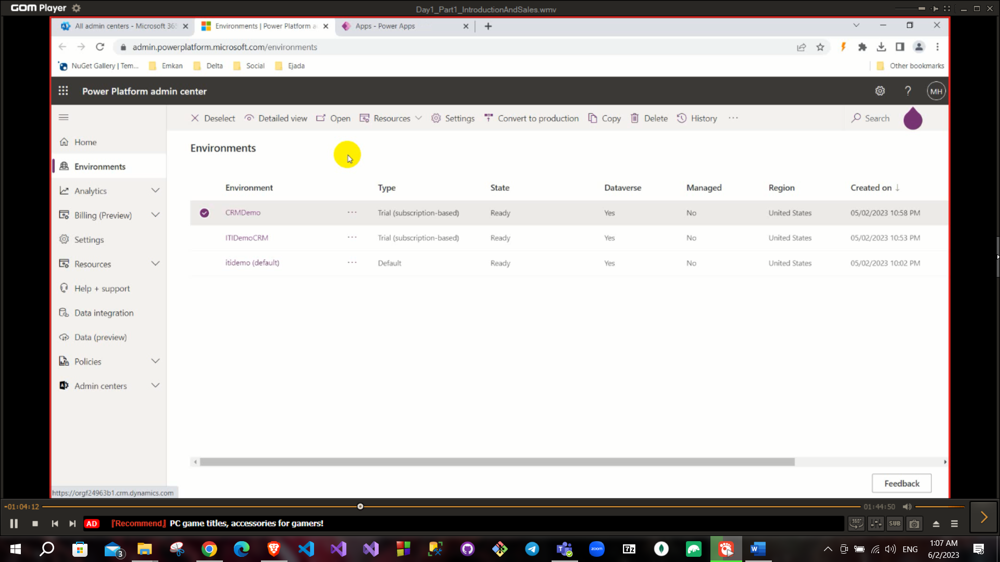 GOM Player
Day1_Part1_IntroductionAndSales.wmv
All admin centers - Microsoft 365
Environments | Power Platform a
Apps - Power Apps
admin.powerplatform.microsoft.com/environments
NuGet Gallery | Tem...
Emkan
Delta
Social
Ejada
Other bookmarks
Power Platform admin center
MH
Deselect
Detailed view
Open
Resources
Settings
Convert to production
Copy
Delete
History
Search
Home
Environments
Analytics
Billing (Preview)
Settings
Resources
Help + support
Data integration
Data (preview)
Policies
Admin centers
Environments
Environment Type State Dataverse Managed Region Created on
CRMDemo ... Trial (subscription-based) Ready Yes No United States 05/02/2023 10:58 PM
ITIDemoCRM ... Trial (subscription-based) Ready Yes No United States 05/02/2023 10:53 PM
itidemo (default) ... Default Ready Yes No United States 05/02/2023 10:02 PM
Feedback
https://orgf24963b1.crm.dynamics.com
-01:04:12
01:44:50
AD
『Recommend』 PC game titles, accessories for gamers!
360°
SUB
3
zoom
7z
W
ENG
1:07 AM
6/2/2023